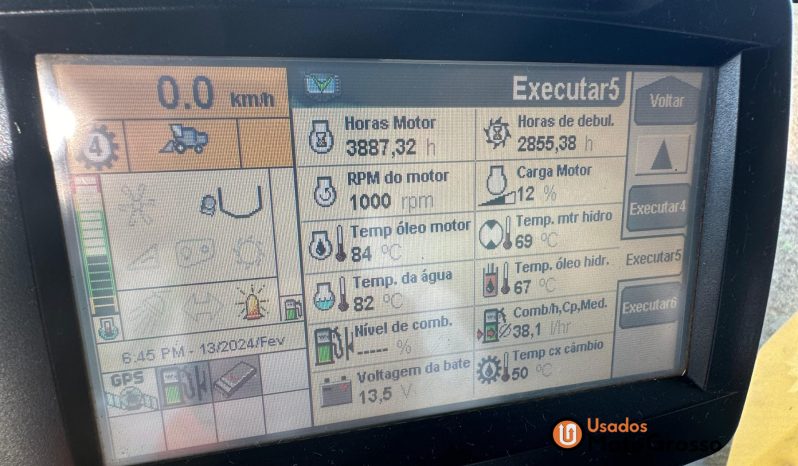 0.0 km/h
Executar5
Voltar
4
Horas Motor
3887,32 h
Horas de debul.
2855,38 h
RPM do motor
1000 rpm
Carga Motor
12 %
Executar4
Temp óleo motor
84 °C
Temp. mtr hidro
69 °C
Executar5
Temp. da água
82 °C
Temp. óleo hidr.
67 °C
Executar6
Nível de comb.
----- %
Comb/h,Cp,Med.
38,1 l/hr
6:45 PM - 13/2024/Fev
Voltagem da bate
13,5 V
Temp cx câmbio
50 °C
GPS
Usados
Mato Grosso